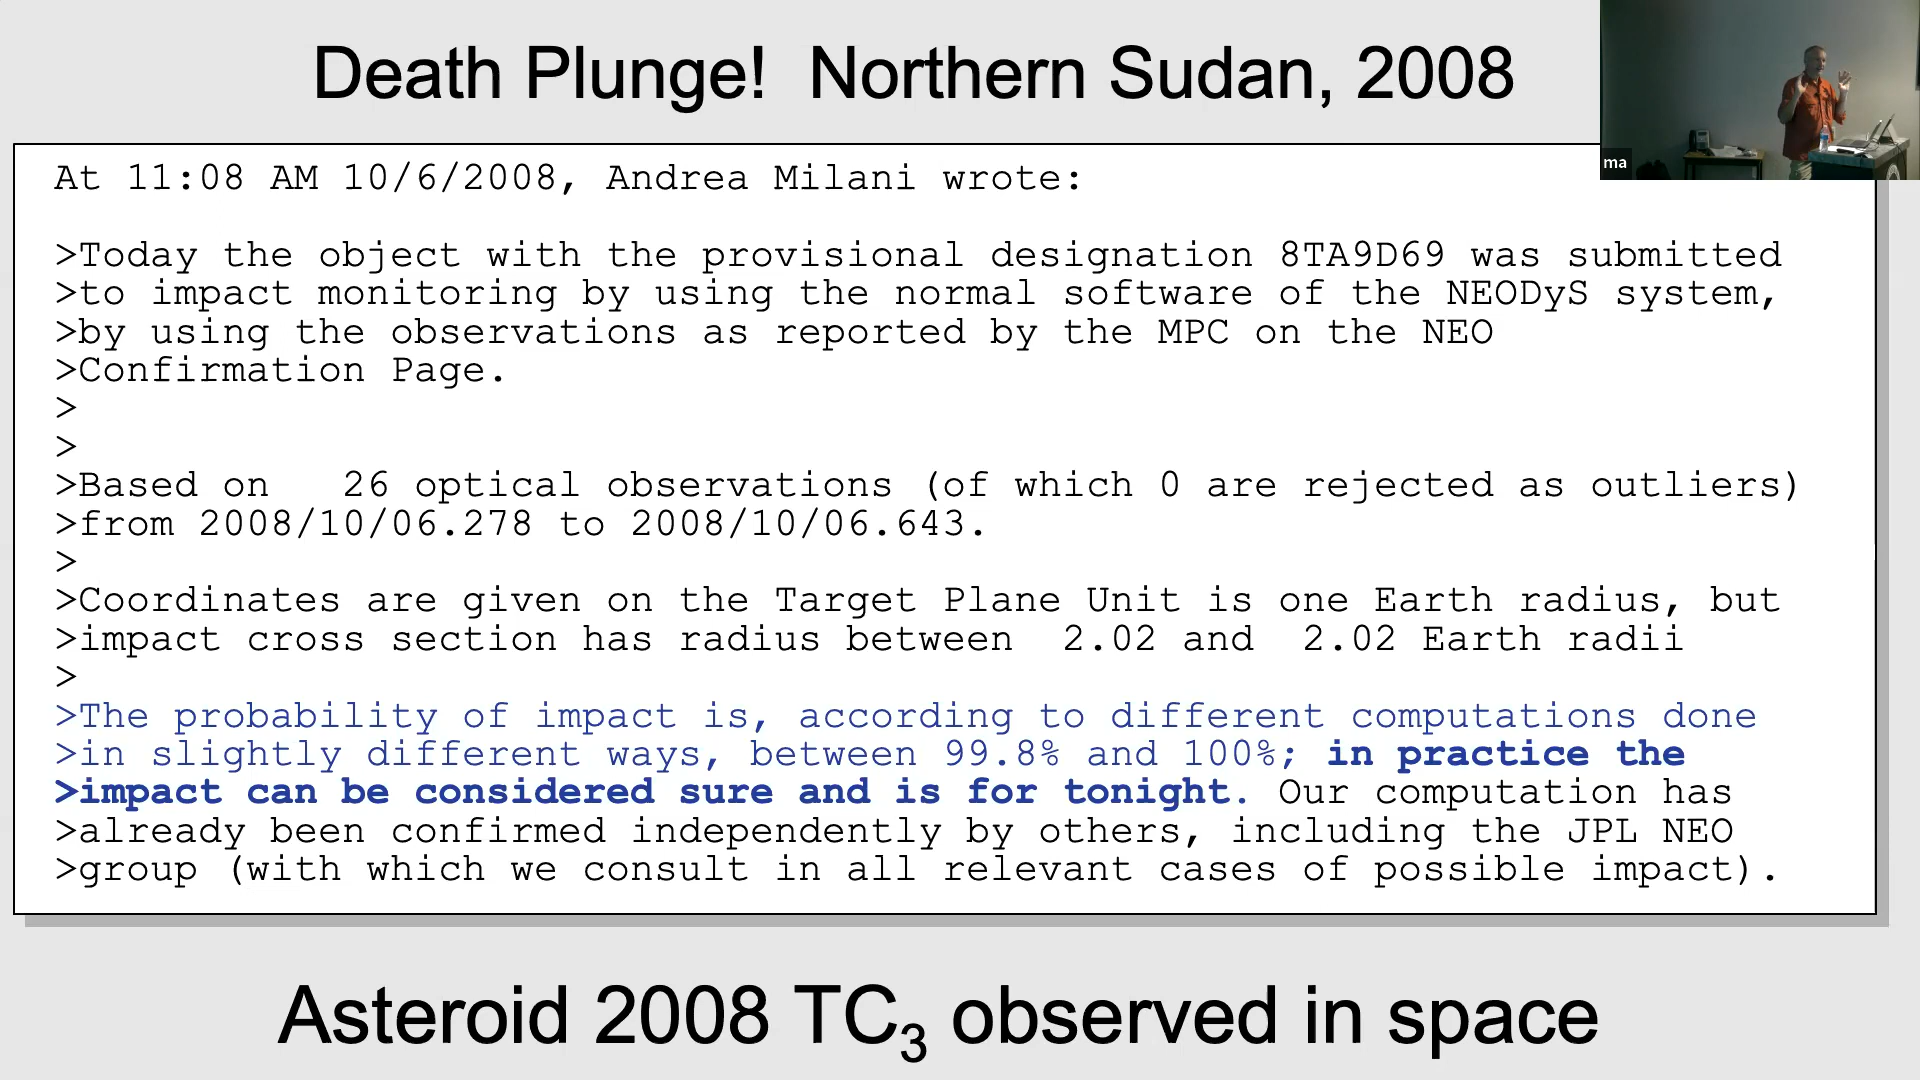 Death Plunge!  Northern Sudan, 2008
ma
At 11:08 AM 10/6/2008, Andrea Milani wrote:
>Today the object with the provisional designation 8TA9D69 was submitted
>to impact monitoring by using the normal software of the NEODyS system,
>by using the observations as reported by the MPC on the NEO
>Confirmation Page.
>
>
>Based on   26 optical observations (of which 0 are rejected as outliers)
>from 2008/10/06.278 to 2008/10/06.643.
>
>Coordinates are given on the Target Plane Unit is one Earth radius, but
>impact cross section has radius between  2.02 and  2.02 Earth radii
>
>The probability of impact is, according to different computations done
>in slightly different ways, between 99.8% and 100%; in practice the
>impact can be considered sure and is for tonight. Our computation has
>already been confirmed independently by others, including the JPL NEO
>group (with which we consult in all relevant cases of possible impact).
Asteroid 2008 TC₃ observed in space